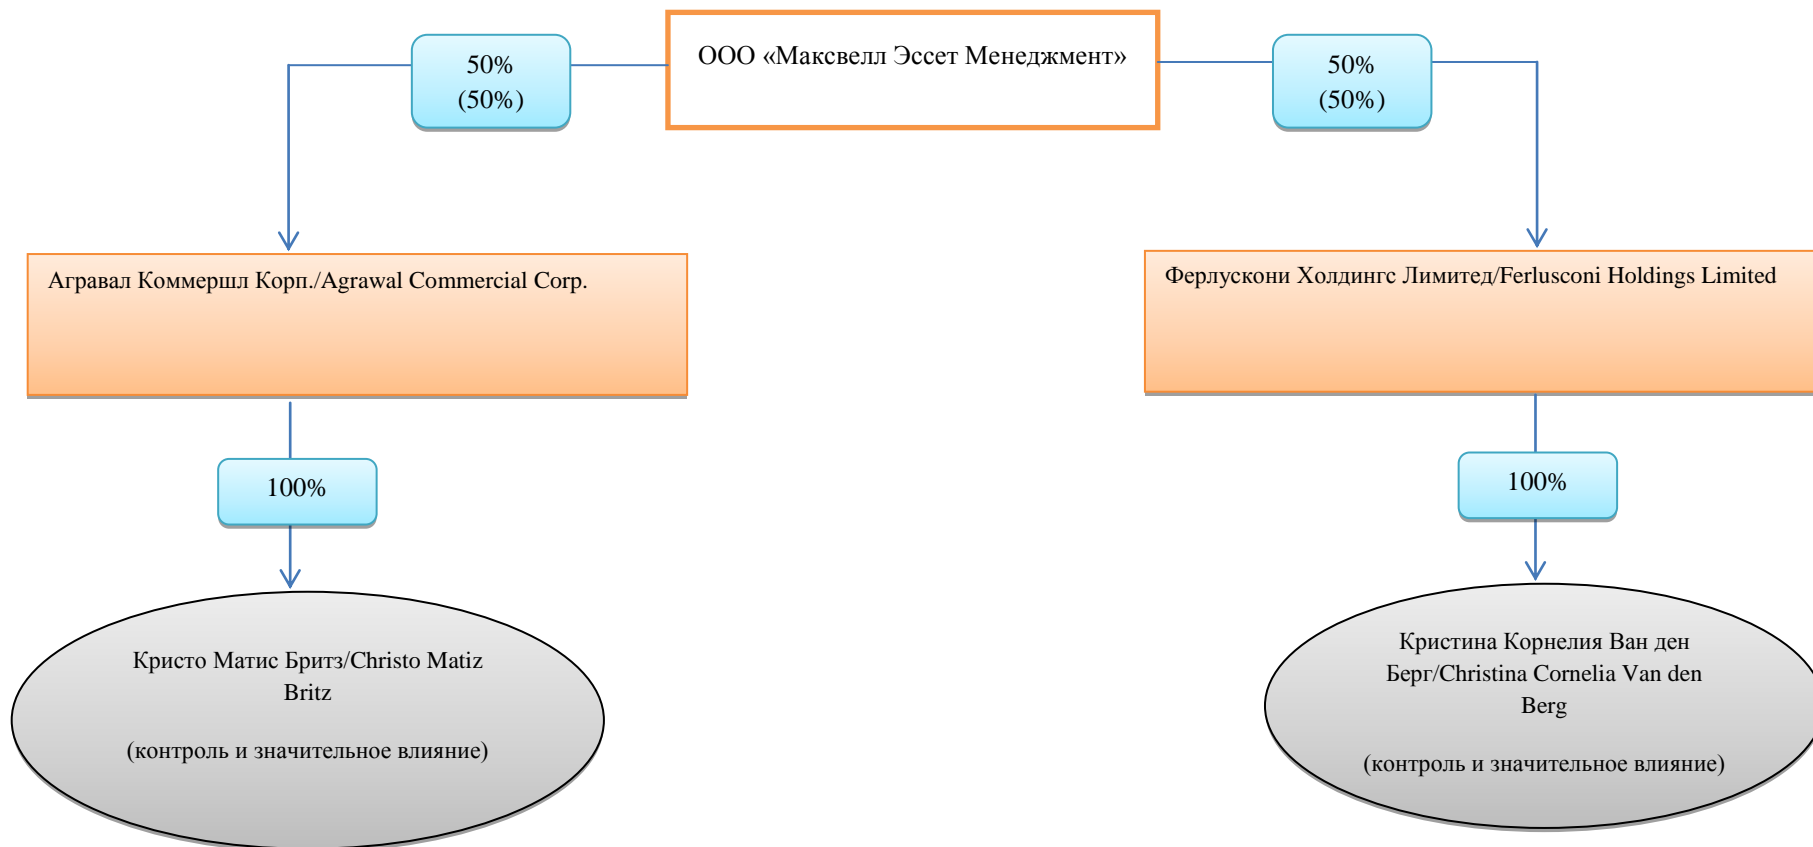 ООО «Максвелл Эссет Менеджмент»
50%
(50%)
50%
(50%)
Агравал Коммершл Корп./Agrawal Commercial Corp.
Ферлускони Холдингс Лимитед/Ferlusconi Holdings Limited
100%
100%
Кристо Матис Бритз/Christo Matiz
Britz
(контроль и значительное влияние)
Кристина Корнелия Ван ден
Берг/Christina Cornelia Van den
Berg
(контроль и значительное влияние)